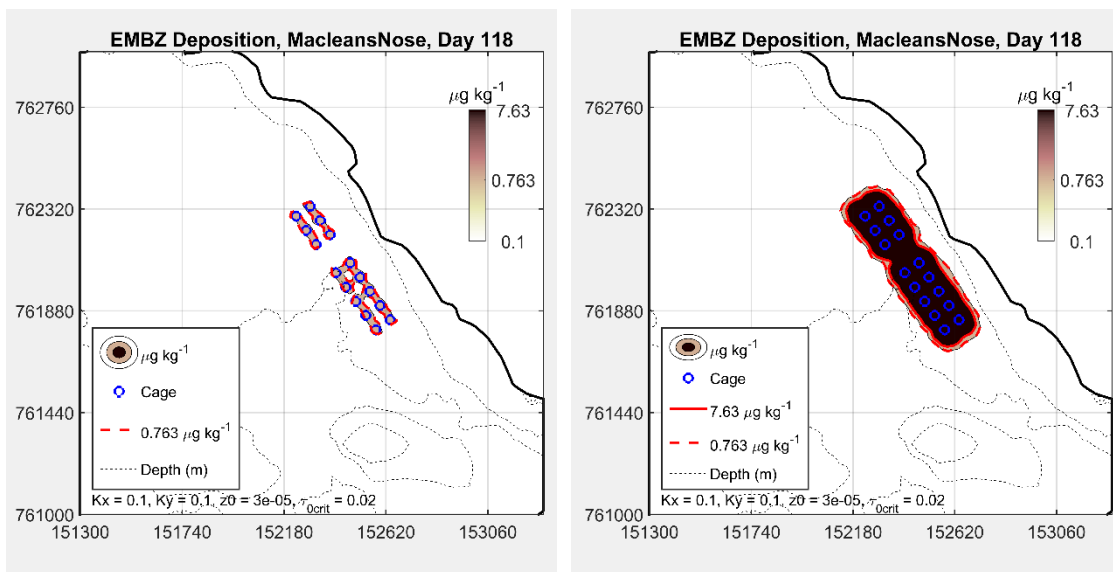 EMBZ Deposition, MacleansNose, Day 118
μg kg-1
7.63
762760
0.763
762320
0.1
761880
μg kg-1
Cage
761440
0.763 μg kg-1
Depth (m)
Kx = 0.1, Ky = 0.1, z0 = 3e-05, τ0crit = 0.02
761000
151300 151740 152180 152620 153060
EMBZ Deposition, MacleansNose, Day 118
μg kg-1
7.63
762760
0.763
762320
0.1
761880
μg kg-1
Cage
7.63 μg kg-1
761440
0.763 μg kg-1
Depth (m)
Kx = 0.1, Ky = 0.1, z0 = 3e-05, τ0crit = 0.02
761000
151300 151740 152180 152620 153060